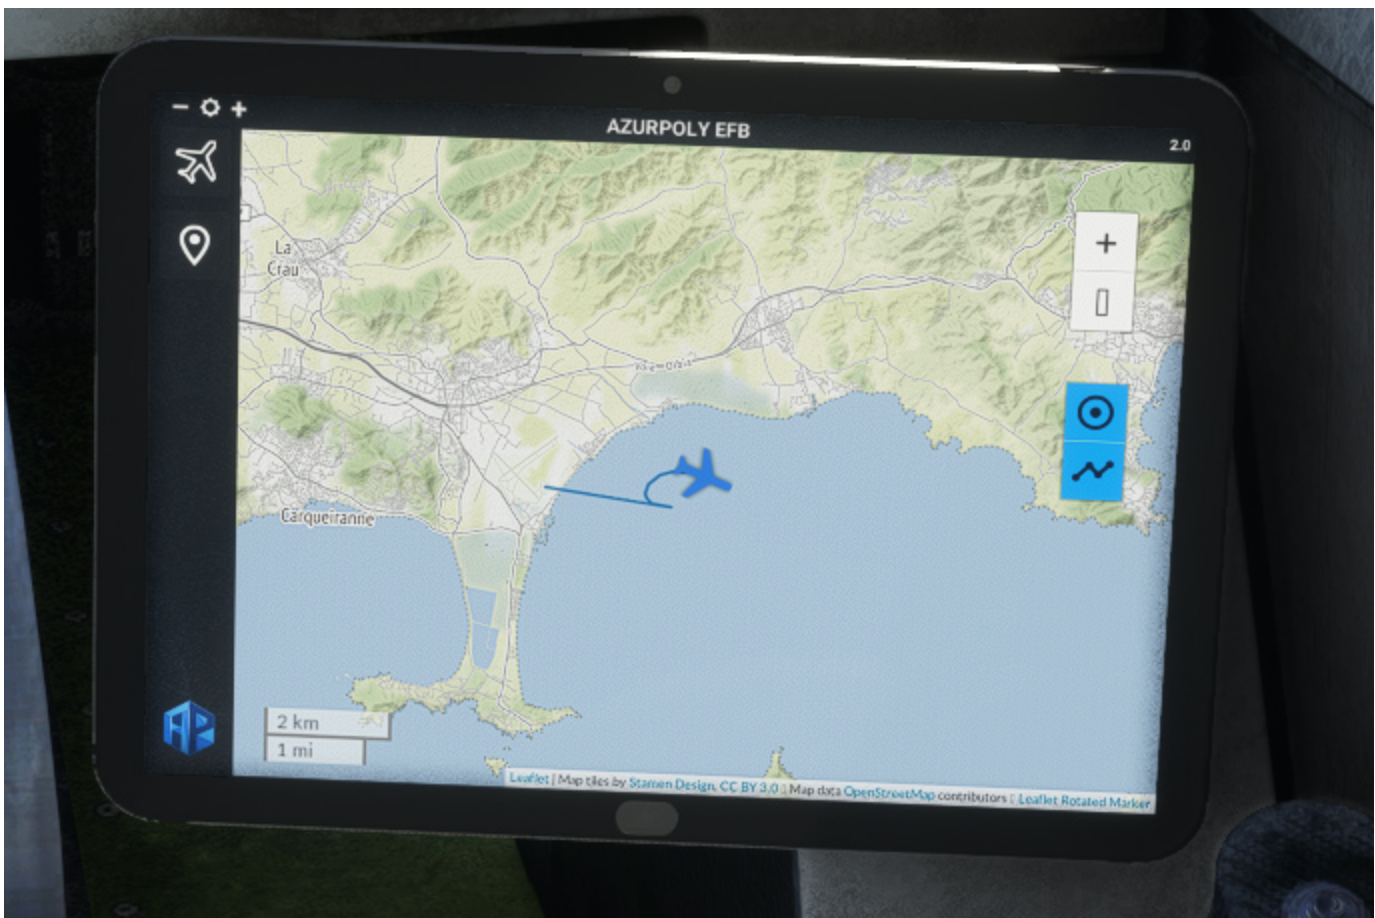 AZURPOLY EFB
2.0
La
Crau
Carqueiranne
2 km
1 mi
Leaflet | Map tiles by Stamen Design, CC BY 3.0 ▯ Map data OpenStreetMap contributors ▯ Leaflet Rotated Marker